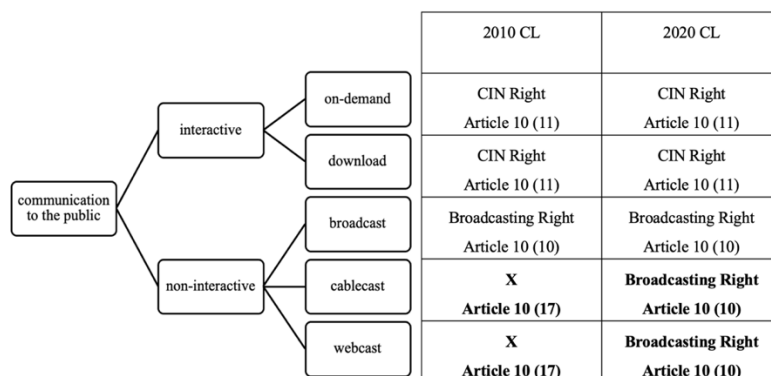 2010 CL
2020 CL
on-demand
CIN Right
Article 10 (11)
CIN Right
Article 10 (11)
interactive
download
CIN Right
Article 10 (11)
CIN Right
Article 10 (11)
communication
to the public
broadcast
Broadcasting Right
Article 10 (10)
Broadcasting Right
Article 10 (10)
non-interactive
cablecast
X
Article 10 (17)
Broadcasting Right
Article 10 (10)
webcast
X
Article 10 (17)
Broadcasting Right
Article 10 (10)